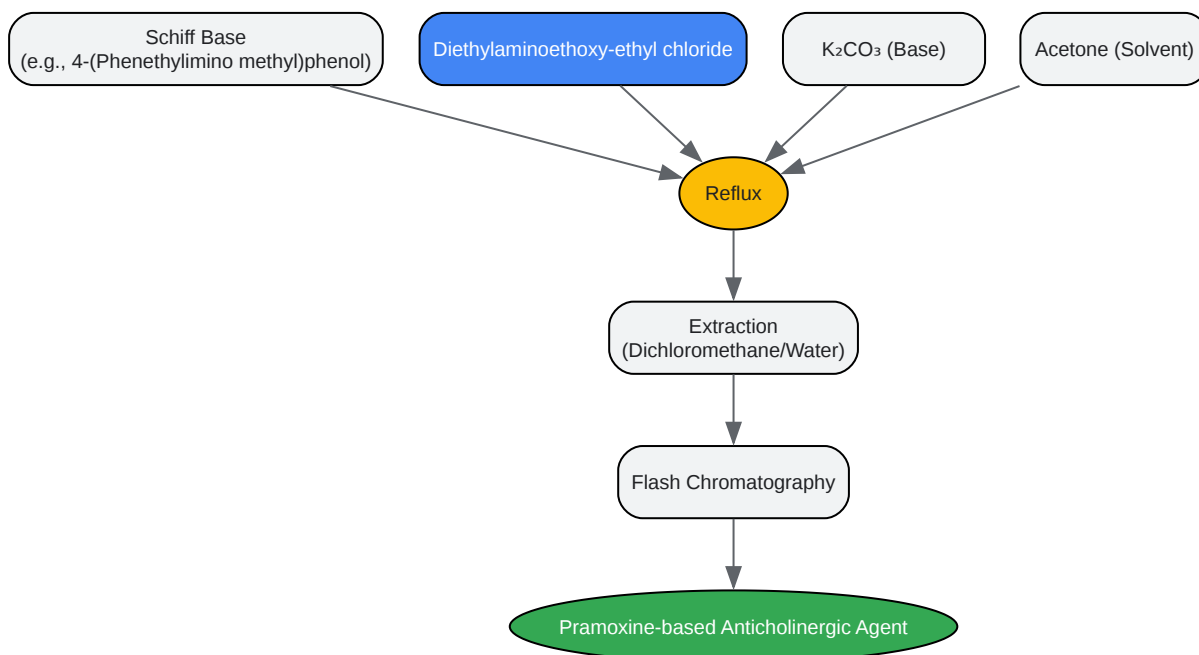 Schiff Base
(e.g., 4-(Phenethylimino methyl)phenol)
Diethylaminoethoxy-ethyl chloride
K₂CO₃ (Base)
Acetone (Solvent)
Reflux
Extraction
(Dichloromethane/Water)
Flash Chromatography
Pramoxine-based Anticholinergic Agent